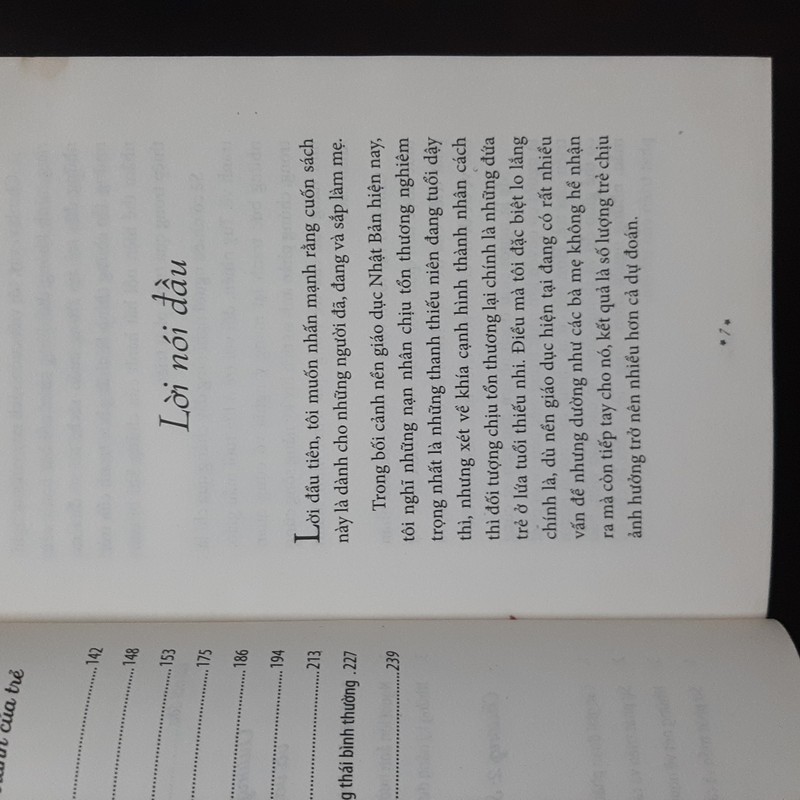 ...ành của trẻ
142
148
153
175
186
194
213
g thái bình thường .227
239
Lời nói đầu
Lời đầu tiên, tôi muốn nhấn mạnh rằng cuốn sách
này là dành cho những người đã, đang và sắp làm mẹ.
Trong bối cảnh nền giáo dục Nhật Bản hiện nay,
tôi nghĩ những nạn nhân chịu tổn thương nghiêm
trọng nhất là những thanh thiếu niên đang tuổi dậy
thì, nhưng xét về khía cạnh hình thành nhân cách
thì đối tượng chịu tổn thương lại chính là những đứa
trẻ ở lứa tuổi thiếu nhi. Điều mà tôi đặc biệt lo lắng
chính là, dù nền giáo dục hiện tại đang có rất nhiều
vấn đề nhưng dường như các bà mẹ không hề nhận
ra mà còn tiếp tay cho nó, kết quả là số lượng trẻ chịu
ảnh hưởng trở nên nhiều hơn cả dự đoán.
* 7 *